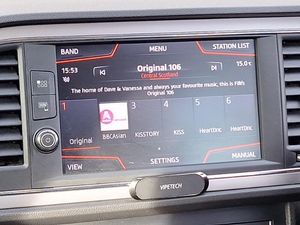 BAND MENU STATION LIST
15:53 Original 106 15.0°C
Central Scotland
The home of Dave & Vanessa and always your favourite music, this is Fifth
Original 106
1 3 4 5 6
Original BBCAsian KISSTORY KISS HeartDnc HeartDnc
VIEW SETTINGS MANUAL
VIPETECH